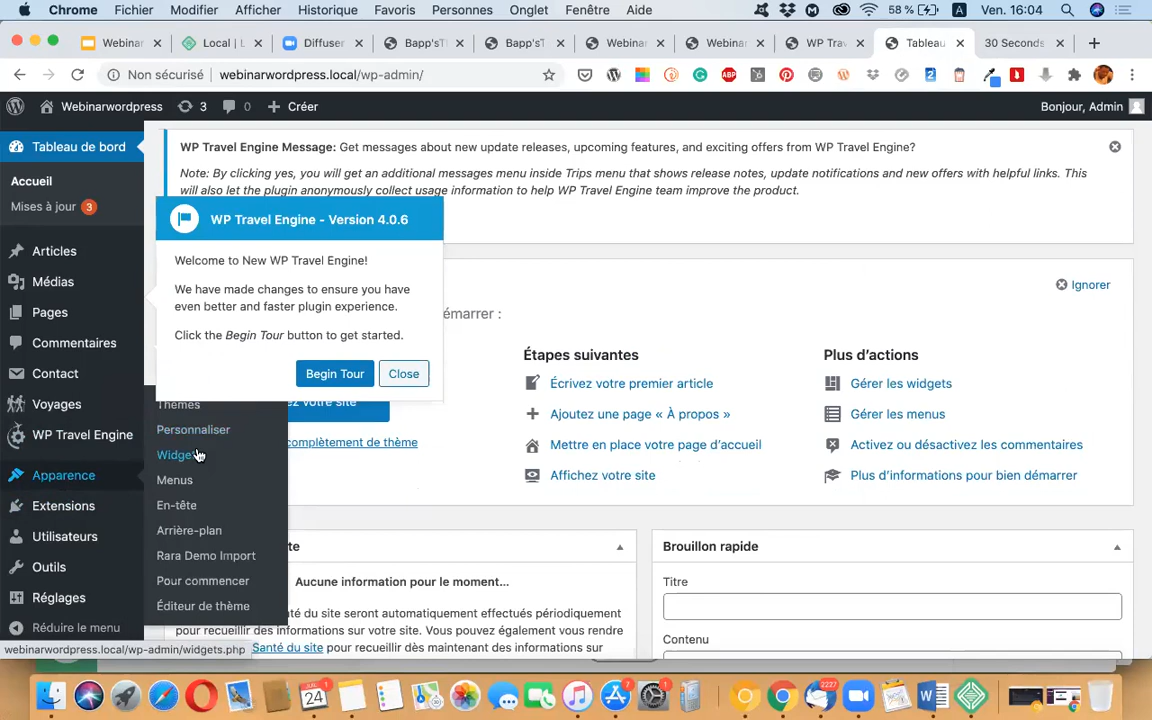 Chrome Fichier Modifier Afficher Historique Favoris Personnes Onglet Fenêtre Aide 58 % A Ven. 16:04
Webinar Local | L Diffuser Bapp'sT Bapp'sT Webinar Webinar WP Trav Tableau 30 Seconds
Non sécurisé webinarwordpress.local/wp-admin/
Webinarwordpress 3 0 Créer Bonjour, Admin
Tableau de bord
Accueil
Mises à jour 3
Articles
Médias
Pages
Commentaires
Contact
Voyages
WP Travel Engine
Apparence
Extensions
Utilisateurs
Outils
Réglages
Réduire le menu
webinarwordpress.local/wp-admin/widgets.php
WP Travel Engine Message: Get messages about new update releases, upcoming features, and exciting offers from WP Travel Engine?
Note: By clicking yes, you will get an additional messages menu inside Trips menu that shows release notes, update notifications and new offers with helpful links. This
will also let the plugin anonymously collect usage information to help WP Travel Engine team improve the product.
WP Travel Engine - Version 4.0.6
Welcome to New WP Travel Engine!
We have made changes to ensure you have
even better and faster plugin experience.
Click the Begin Tour button to get started.
Begin Tour Close
Thèmes
Personnaliser
Widget
Menus
En-tête
Arrière-plan
Rara Demo Import
Pour commencer
Éditeur de thème
Ignorer
émarrer :
votre site
complètement de thème
Étapes suivantes
Écrivez votre premier article
Ajoutez une page « À propos »
Mettre en place votre page d'accueil
Affichez votre site
Plus d'actions
Gérer les widgets
Gérer les menus
Activez ou désactivez les commentaires
Plus d'informations pour bien démarrer
te
Aucune information pour le moment…
té du site seront automatiquement effectués périodiquement
pour recueillir des informations sur votre site. Vous pouvez également vous rendre
Santé du site pour recueillir dès maintenant des informations sur
Brouillon rapide
Titre
Contenu
24 7 2227